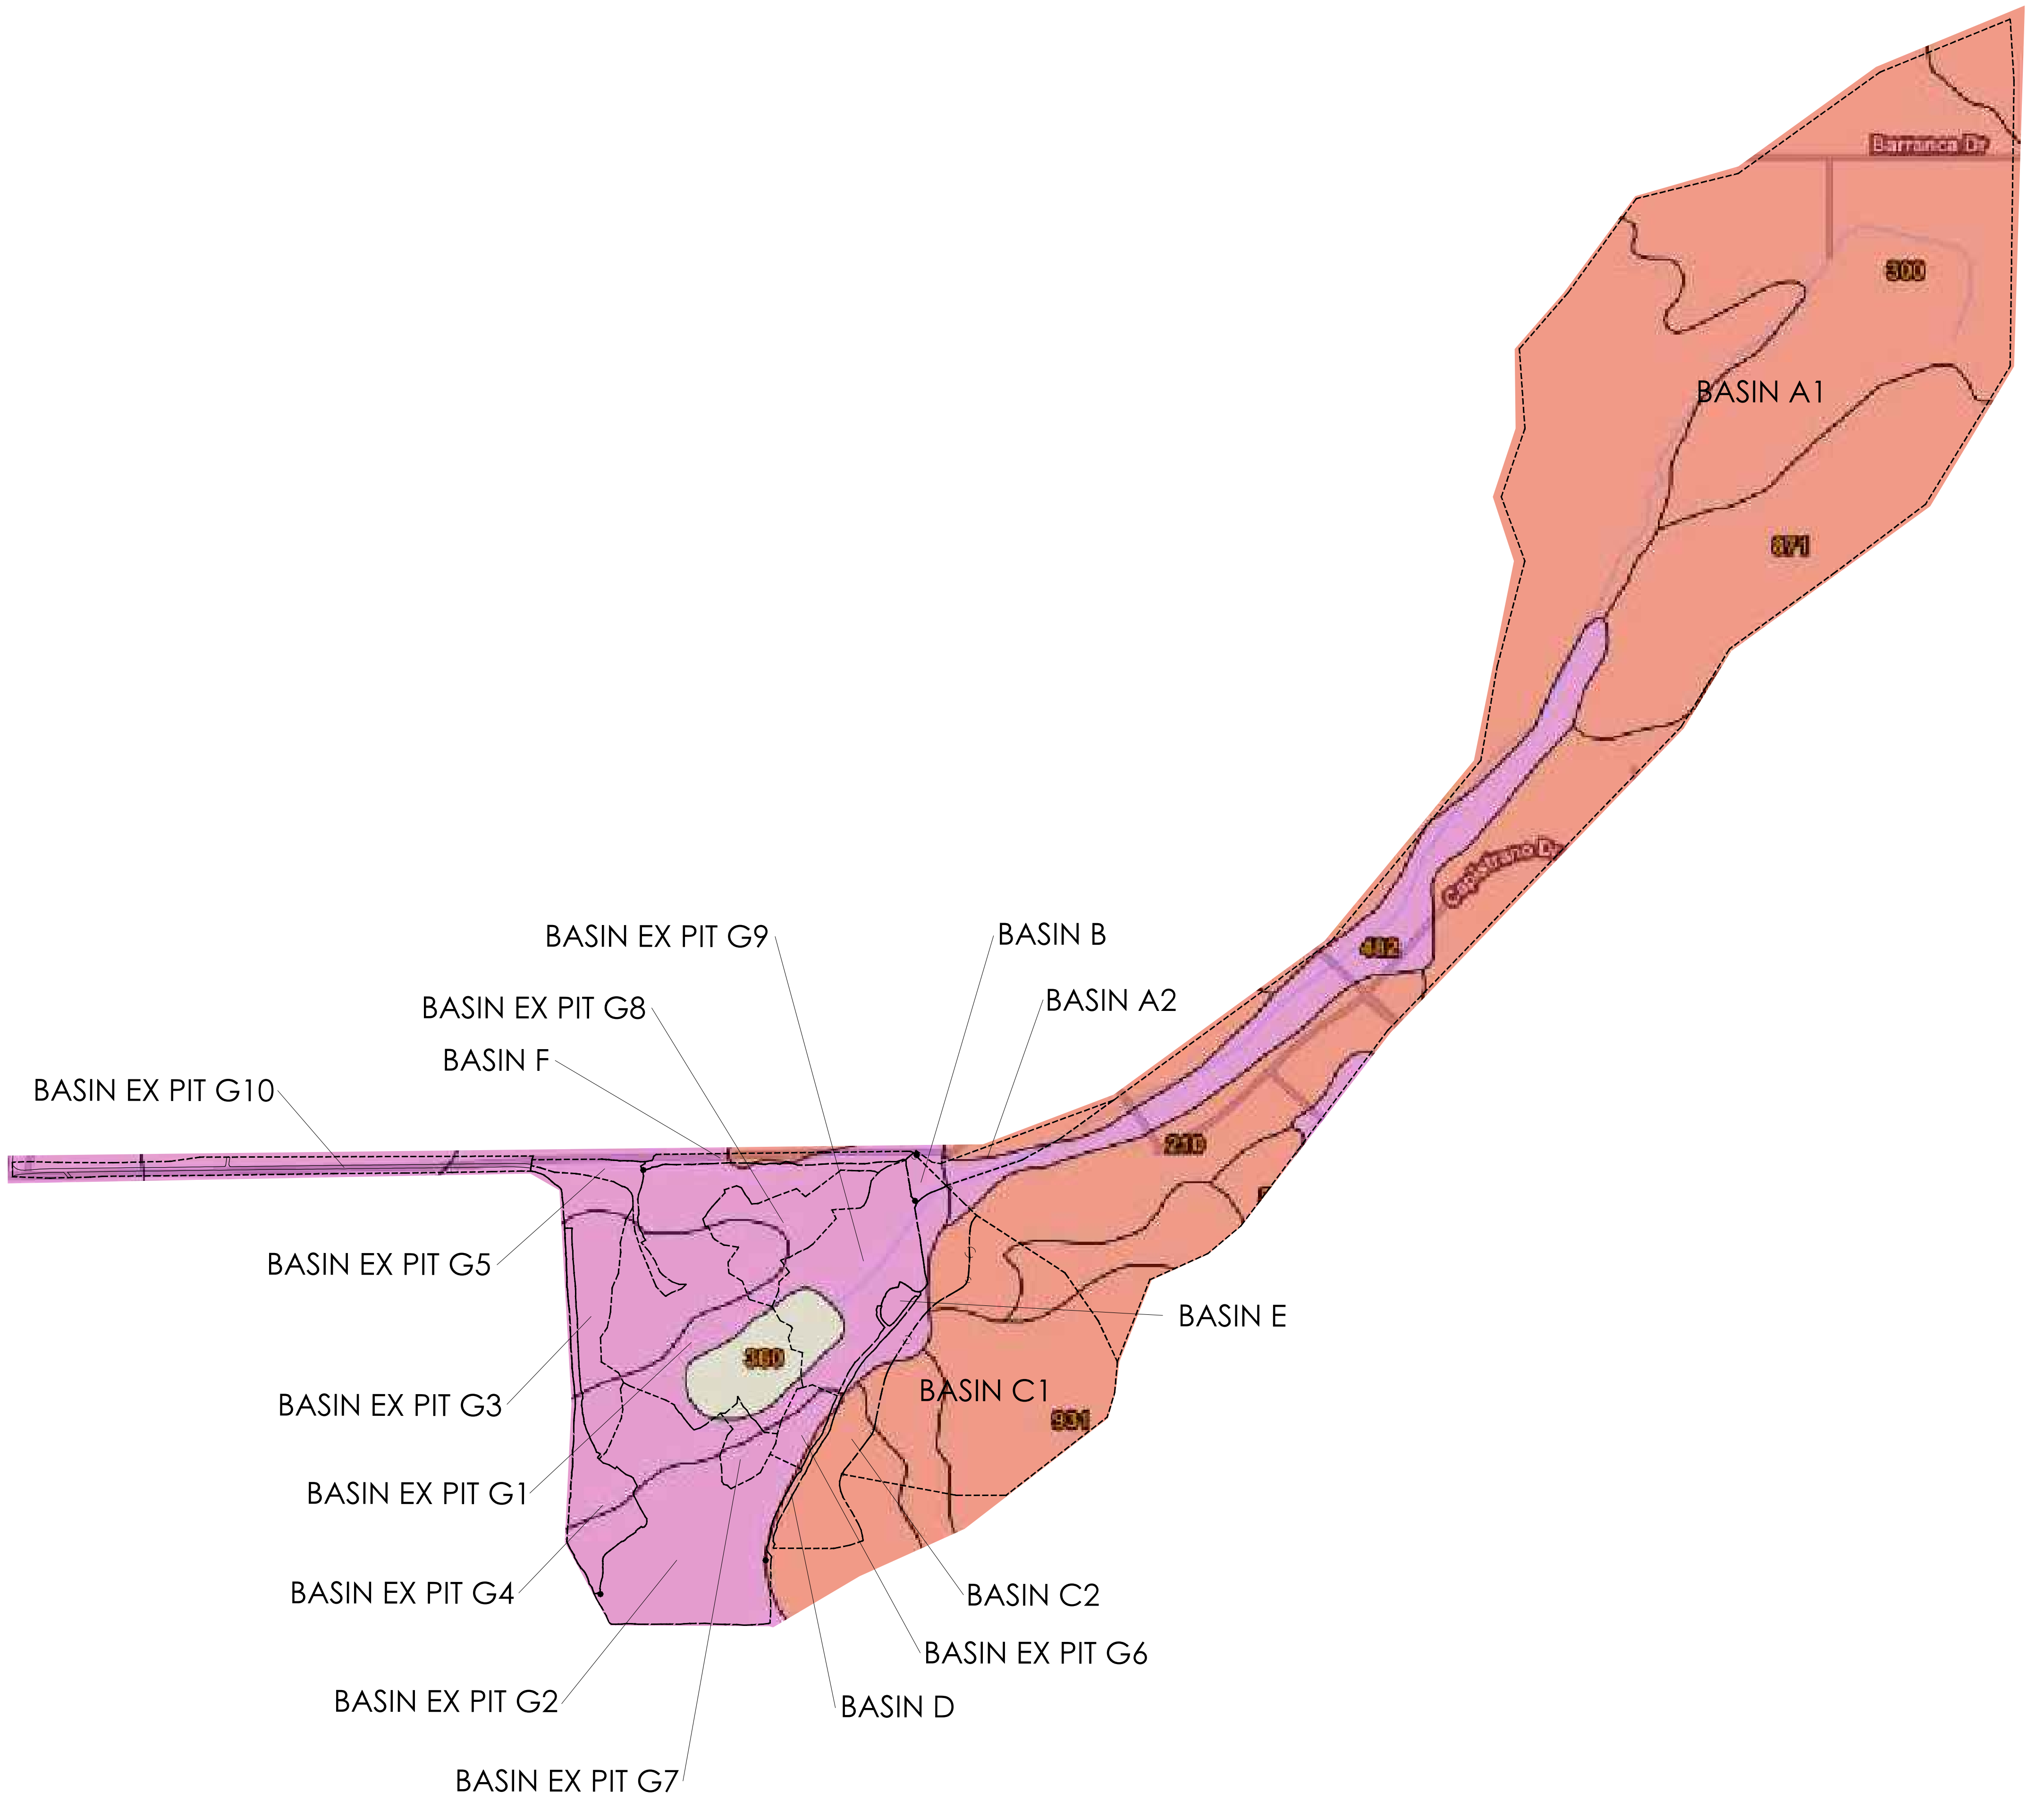 Barranca Dr
300
BASIN A1
671
Capistrano Dr
482
BASIN EX PIT G9
BASIN B
BASIN EX PIT G8
BASIN A2
BASIN F
BASIN EX PIT G10
210
BASIN EX PIT G5
BASIN E
360
BASIN EX PIT G3
BASIN C1
931
BASIN EX PIT G1
BASIN EX PIT G4
BASIN C2
BASIN EX PIT G6
BASIN EX PIT G2
BASIN D
BASIN EX PIT G7